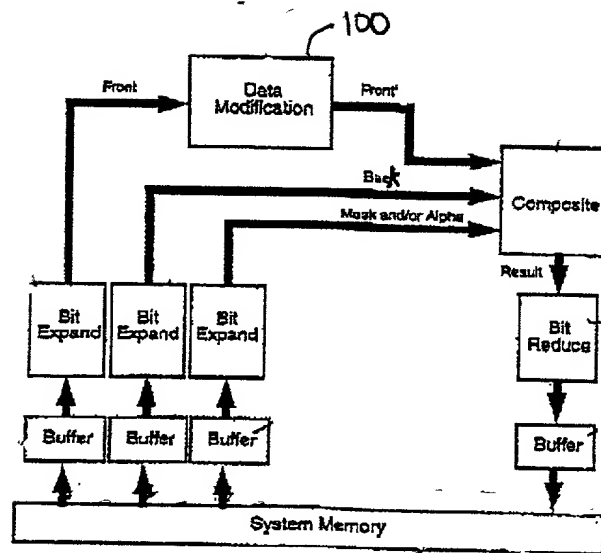 100
Front
Data
Modification
Front'
Back
Mask and/or Alpha
Composite
Result
Bit
Expand
Bit
Expand
Bit
Expand
Bit
Reduce
Buffer
Buffer
Buffer
Buffer
System Memory